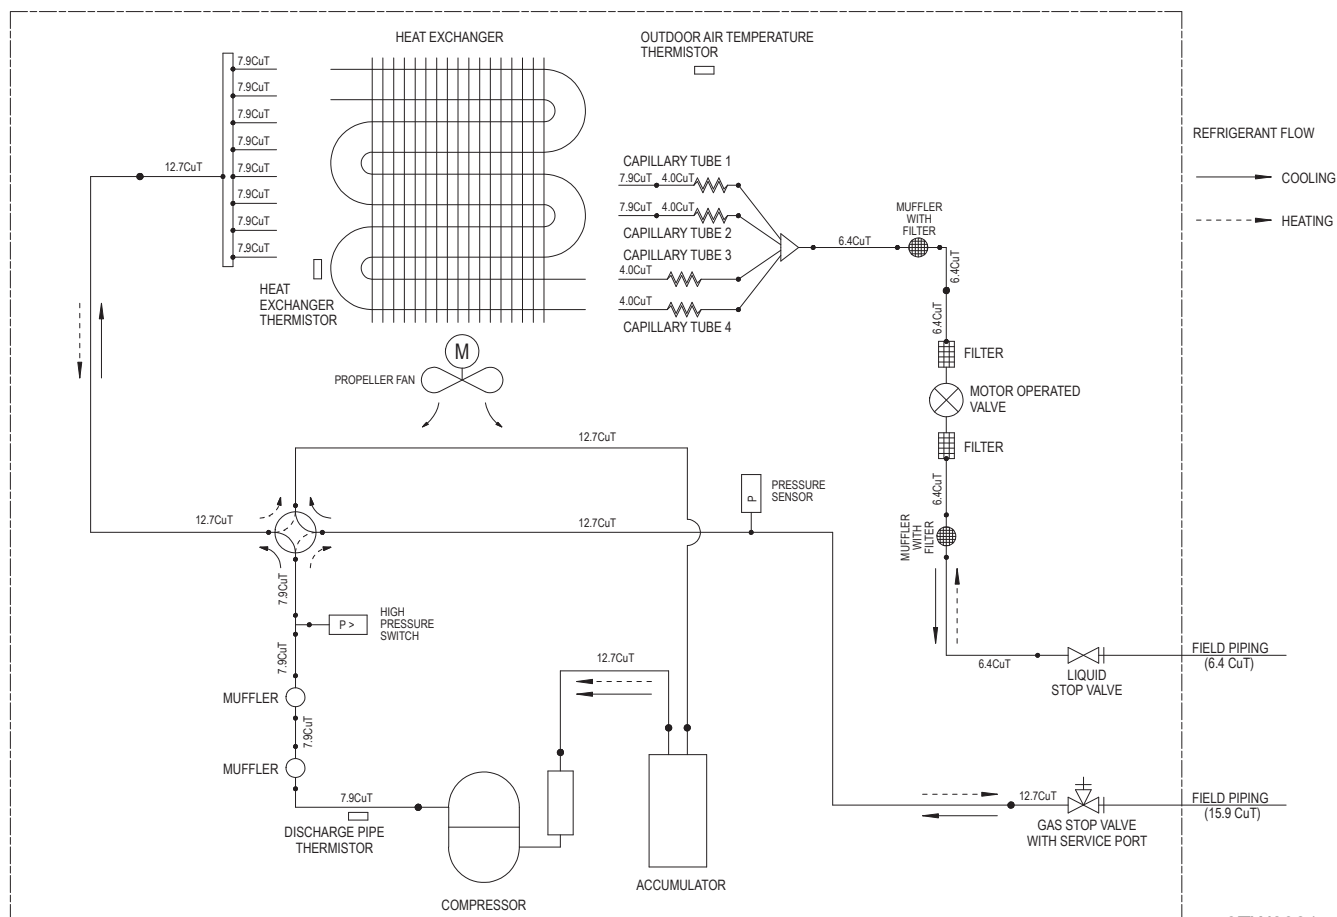 HEAT EXCHANGER
OUTDOOR AIR TEMPERATURE
THERMISTOR
7.9CuT
7.9CuT
7.9CuT
7.9CuT
7.9CuT
7.9CuT
7.9CuT
7.9CuT
12.7CuT
HEAT
EXCHANGER
THERMISTOR
CAPILLARY TUBE 1
7.9CuT
4.0CuT
7.9CuT
4.0CuT
CAPILLARY TUBE 2
CAPILLARY TUBE 3
4.0CuT
4.0CuT
CAPILLARY TUBE 4
6.4CuT
MUFFLER
WITH
FILTER
6.4CuT
6.4CuT
FILTER
MOTOR OPERATED
VALVE
FILTER
6.4CuT
MUFFLER
WITH
FILTER
REFRIGERANT FLOW
COOLING
HEATING
M
PROPELLER FAN
12.7CuT
12.7CuT
12.7CuT
P
PRESSURE
SENSOR
7.9CuT
P >
HIGH
PRESSURE
SWITCH
7.9CuT
MUFFLER
7.9CuT
MUFFLER
7.9CuT
DISCHARGE PIPE
THERMISTOR
COMPRESSOR
12.7CuT
ACCUMULATOR
6.4CuT
LIQUID
STOP VALVE
FIELD PIPING
(6.4 CuT)
12.7CuT
GAS STOP VALVE
WITH SERVICE PORT
FIELD PIPING
(15.9 CuT)